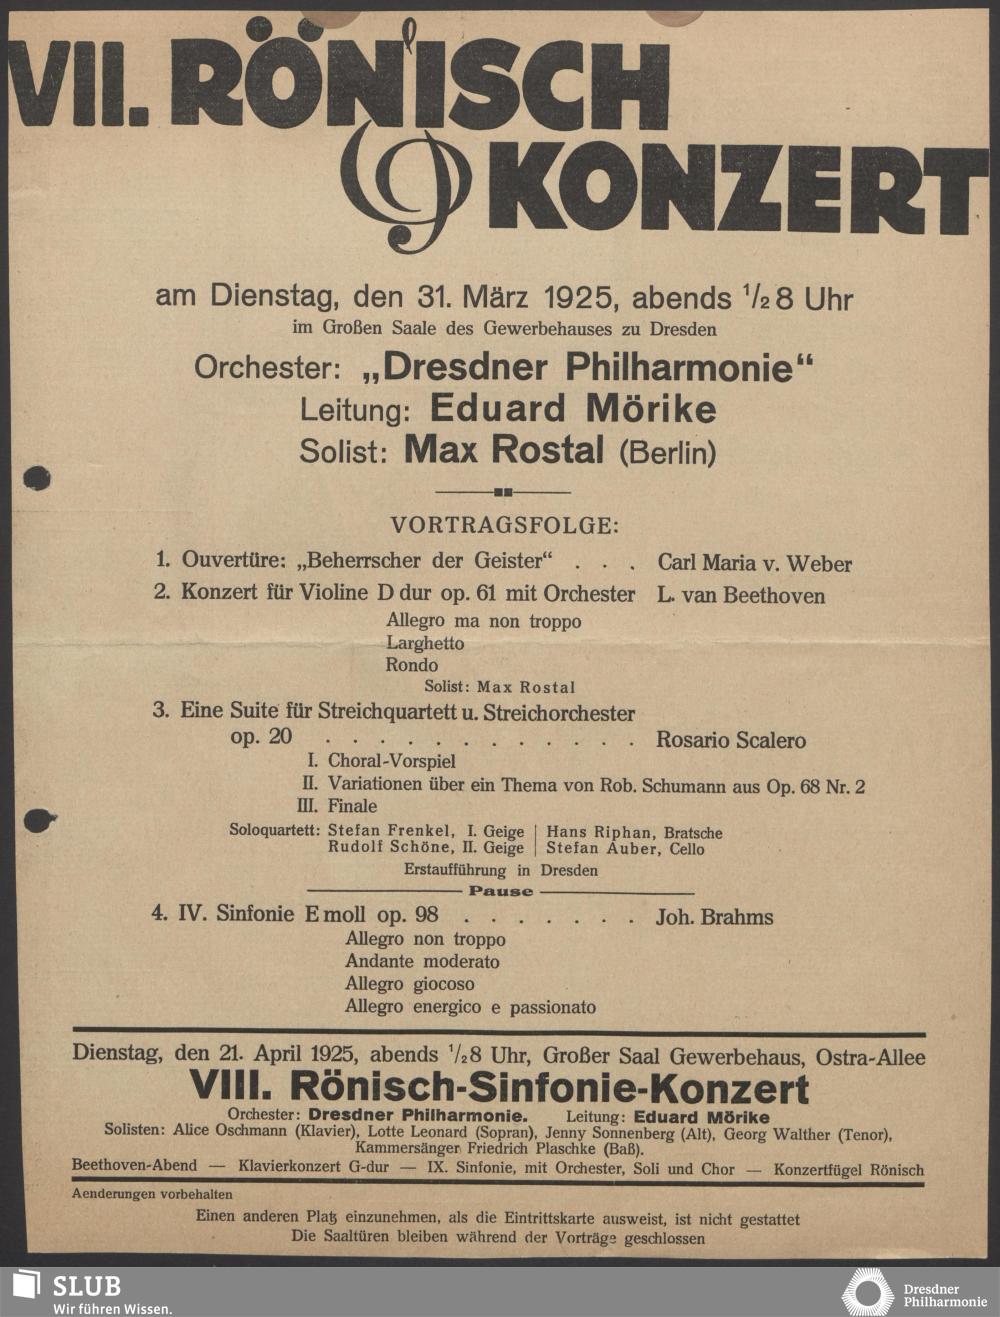 VII. RÖNISCH
KONZERT
am Dienstag, den 31. März 1925, abends 1/2 8 Uhr
im Großen Saale des Gewerbehauses zu Dresden
Orchester: „Dresdner Philharmonie“
Leitung: Eduard Mörike
Solist: Max Rostal (Berlin)
VORTRAGSFOLGE:
1. Ouvertüre: „Beherrscher der Geister“ . . . Carl Maria v. Weber
2. Konzert für Violine D dur op. 61 mit Orchester L. van Beethoven
Allegro ma non troppo
Larghetto
Rondo
Solist: Max Rostal
3. Eine Suite für Streichquartett u. Streichorchester
op. 20 . . . . . . . . . . . . Rosario Scalero
I. Choral-Vorspiel
II. Variationen über ein Thema von Rob. Schumann aus Op. 68 Nr. 2
III. Finale
Soloquartett: Stefan Frenkel, I. Geige | Hans Riphan, Bratsche
Rudolf Schöne, II. Geige | Stefan Auber, Cello
Erstaufführung in Dresden
Pause
4. IV. Sinfonie E moll op. 98 . . . . . . . Joh. Brahms
Allegro non troppo
Andante moderato
Allegro giocoso
Allegro energico e passionato
Dienstag, den 21. April 1925, abends 1/2 8 Uhr, Großer Saal Gewerbehaus, Ostra-Allee
VIII. Rönisch-Sinfonie-Konzert
Orchester: Dresdner Philharmonie. Leitung: Eduard Mörike
Solisten: Alice Oschmann (Klavier), Lotte Leonard (Sopran), Jenny Sonnenberg (Alt), Georg Walther (Tenor),
Kammersänger Friedrich Plaschke (Baß).
Beethoven-Abend — Klavierkonzert G-dur — IX. Sinfonie, mit Orchester, Soli und Chor — Konzertfügel Rönisch
Aenderungen vorbehalten
Einen anderen Platz einzunehmen, als die Eintrittskarte ausweist, ist nicht gestattet
Die Saaltüren bleiben während der Vorträge geschlossen
SLUB
Wir führen Wissen.
Dresdner
Philharmonie